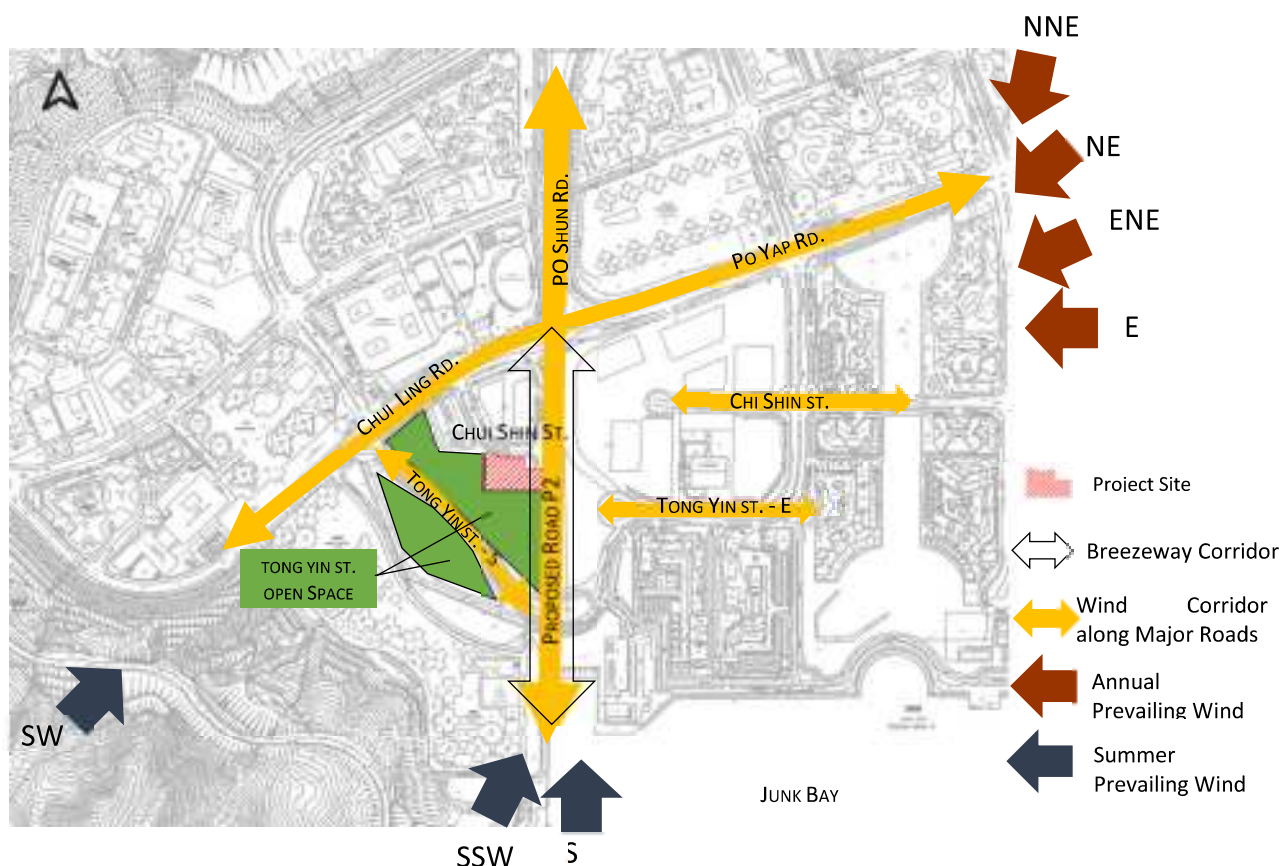 NNE
NE
ENE
E
PO SHUN RD.
PO YAP RD.
CHUI LING RD.
CHI SHIN ST.
CHUI SHIN ST.
TONG YIN ST. - S
TONG YIN ST. - E
PROPOSED ROAD P2
TONG YIN ST.
OPEN SPACE
Project Site
Breezeway Corridor
Wind Corridor
along Major Roads
Annual
Prevailing Wind
Summer
Prevailing Wind
SW
SSW
S
JUNK BAY